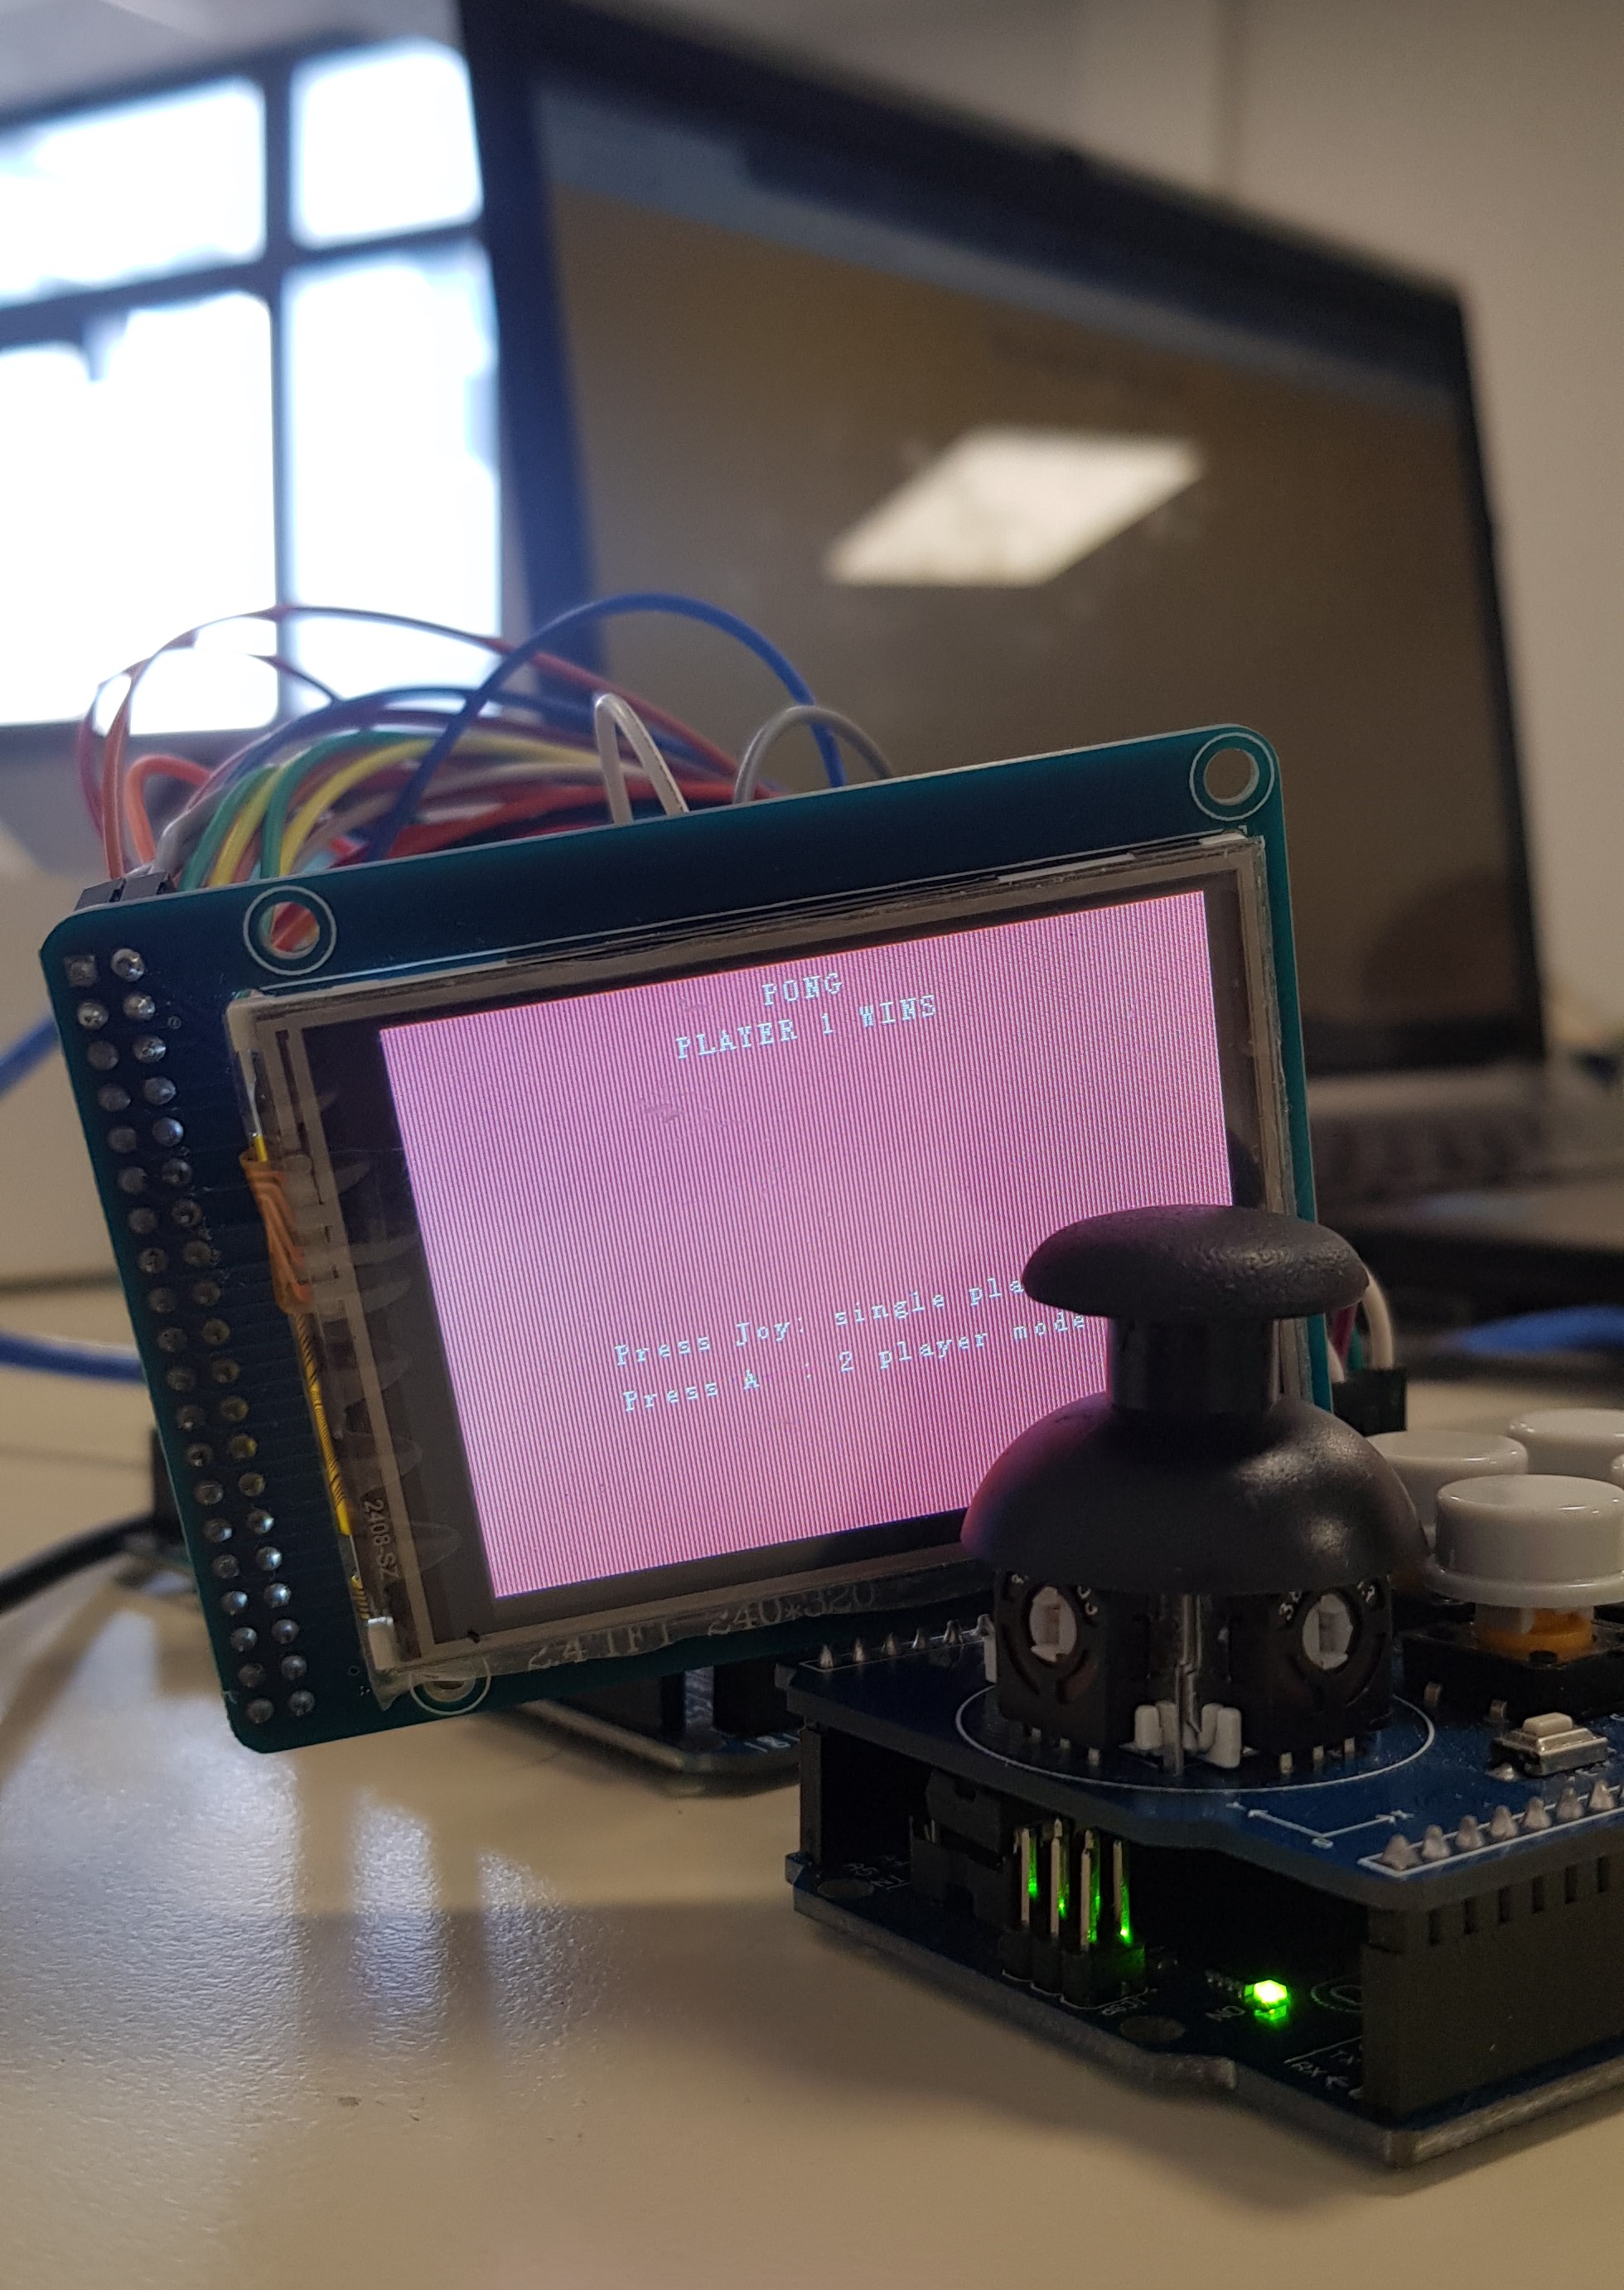 PONG
PLAYER 1 WINS
Press Joy: single pla
Press A  : 2 player mode
2408-SZ
2.4 TFT 240*320
ON